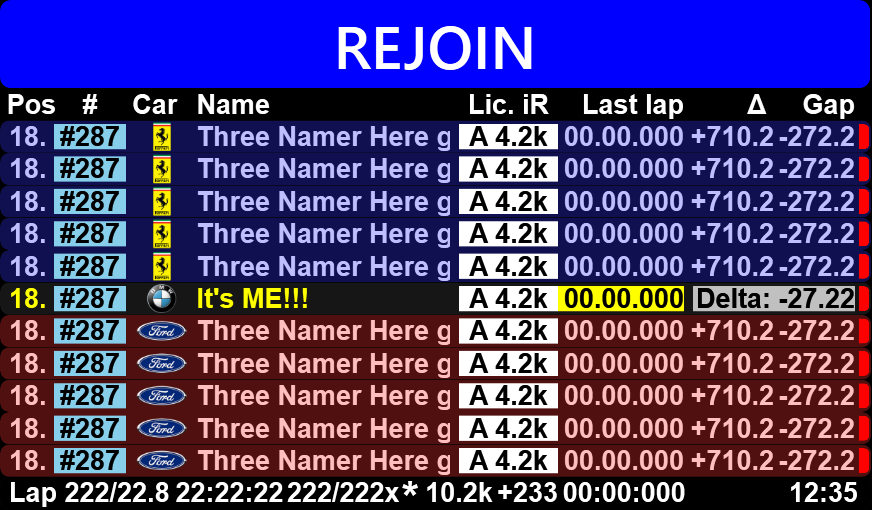 REJOIN
Pos # Car Name Lic. iR Last lap Δ Gap
18. #287 Three Namer Here g A 4.2k 00.00.000 +710.2 -272.2
18. #287 Three Namer Here g A 4.2k 00.00.000 +710.2 -272.2
18. #287 Three Namer Here g A 4.2k 00.00.000 +710.2 -272.2
18. #287 Three Namer Here g A 4.2k 00.00.000 +710.2 -272.2
18. #287 Three Namer Here g A 4.2k 00.00.000 +710.2 -272.2
18. #287 It's ME!!! A 4.2k 00.00.000 Delta: -27.22
18. #287 Ford Three Namer Here g A 4.2k 00.00.000 +710.2 -272.2
18. #287 Ford Three Namer Here g A 4.2k 00.00.000 +710.2 -272.2
18. #287 Ford Three Namer Here g A 4.2k 00.00.000 +710.2 -272.2
18. #287 Ford Three Namer Here g A 4.2k 00.00.000 +710.2 -272.2
18. #287 Ford Three Namer Here g A 4.2k 00.00.000 +710.2 -272.2
Lap 222/22.8 22:22:22 222/222x* 10.2k +233 00:00:000 12:35